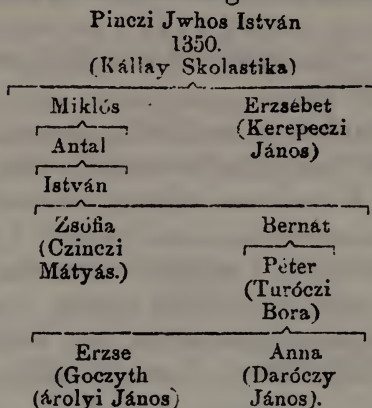 Pinczi Jwhos István
1350.
(Kállay Skolastika)
Miklós Erzsébet
(Kerepeczi
Antal János)
István
Zsófia Bernát
(Czinczi
Mátyás.) Péter
(Turóczi
Bora)
Erzse Anna
(Goczyth (Daróczy
(árolyi János) János).